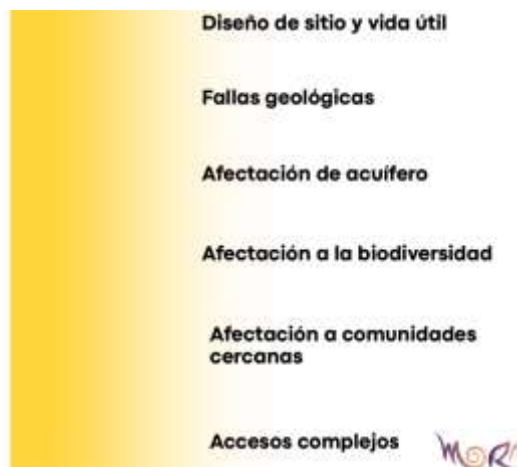 Diseño de sitio y vida útil
Fallas geológicas
Afectación de acuífero
Afectación a la biodiversidad
Afectación a comunidades
cercanas
Accesos complejos